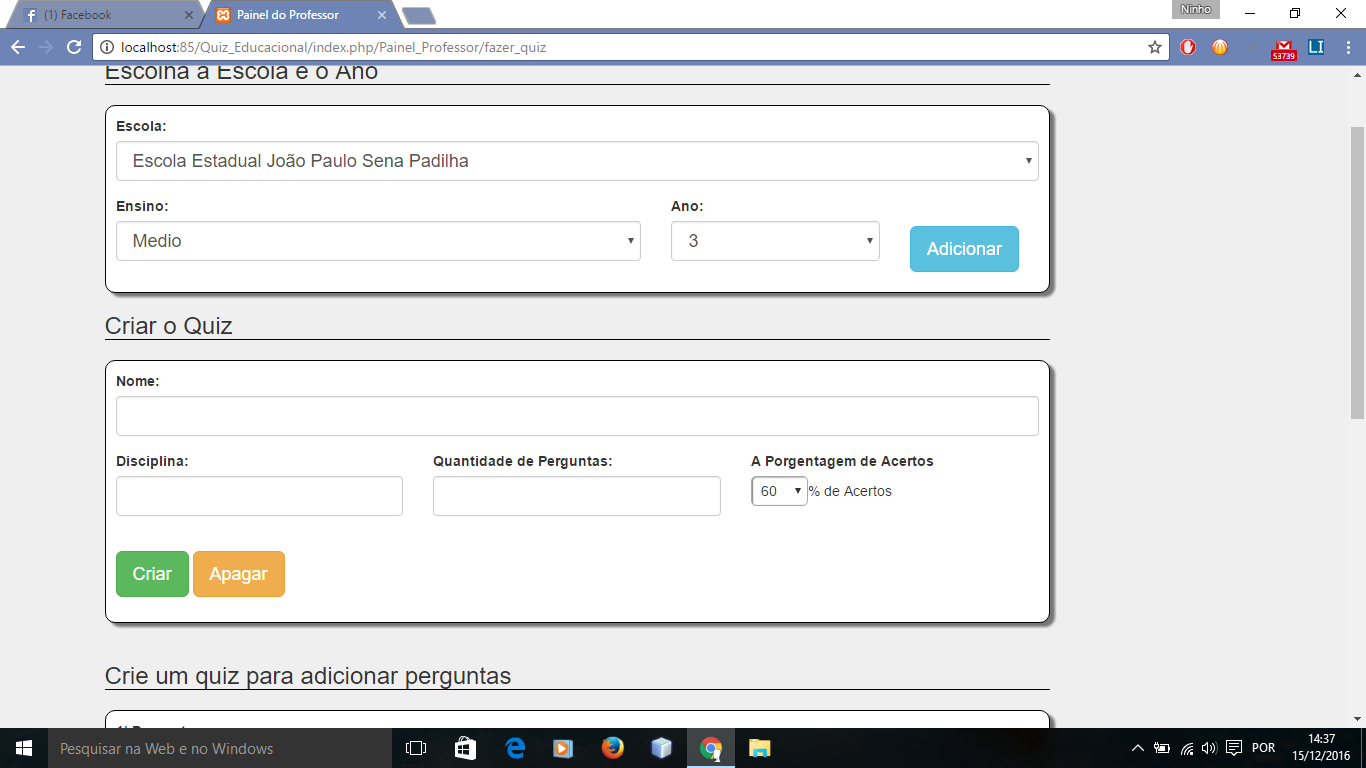 (1) Facebook
Painel do Professor
Ninho
localhost:85/Quiz_Educacional/index.php/Painel_Professor/fazer_quiz
53739
LI
Escolha a Escola e o Ano
Escola:
Escola Estadual João Paulo Sena Padilha
Ensino:
Ano:
Medio
3
Adicionar
Criar o Quiz
Nome:
Disciplina:
Quantidade de Perguntas:
A Porgentagem de Acertos
60
% de Acertos
Criar
Apagar
Crie um quiz para adicionar perguntas
Pesquisar na Web e no Windows
POR
14:37
15/12/2016